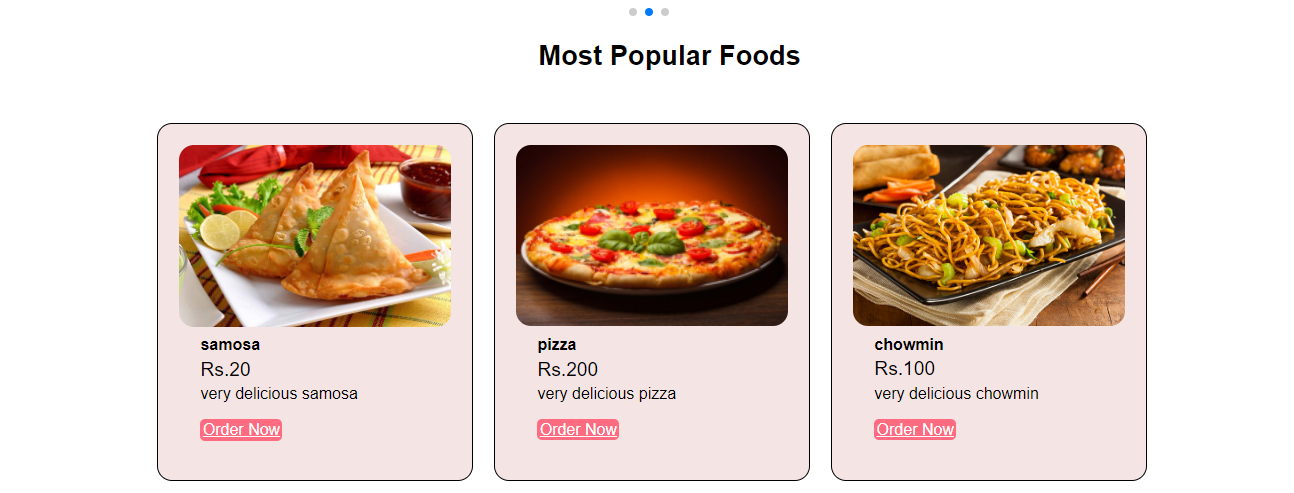 Most Popular Foods
samosa
Rs.20
very delicious samosa
Order Now
pizza
Rs.200
very delicious pizza
Order Now
chowmin
Rs.100
very delicious chowmin
Order Now